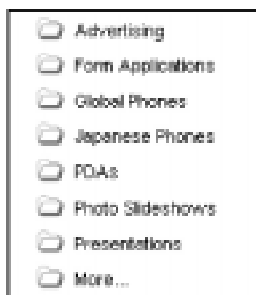 Advertising
Form Applications
Global Phones
Japanese Phones
PDAs
Photo Slideshows
Presentations
More...